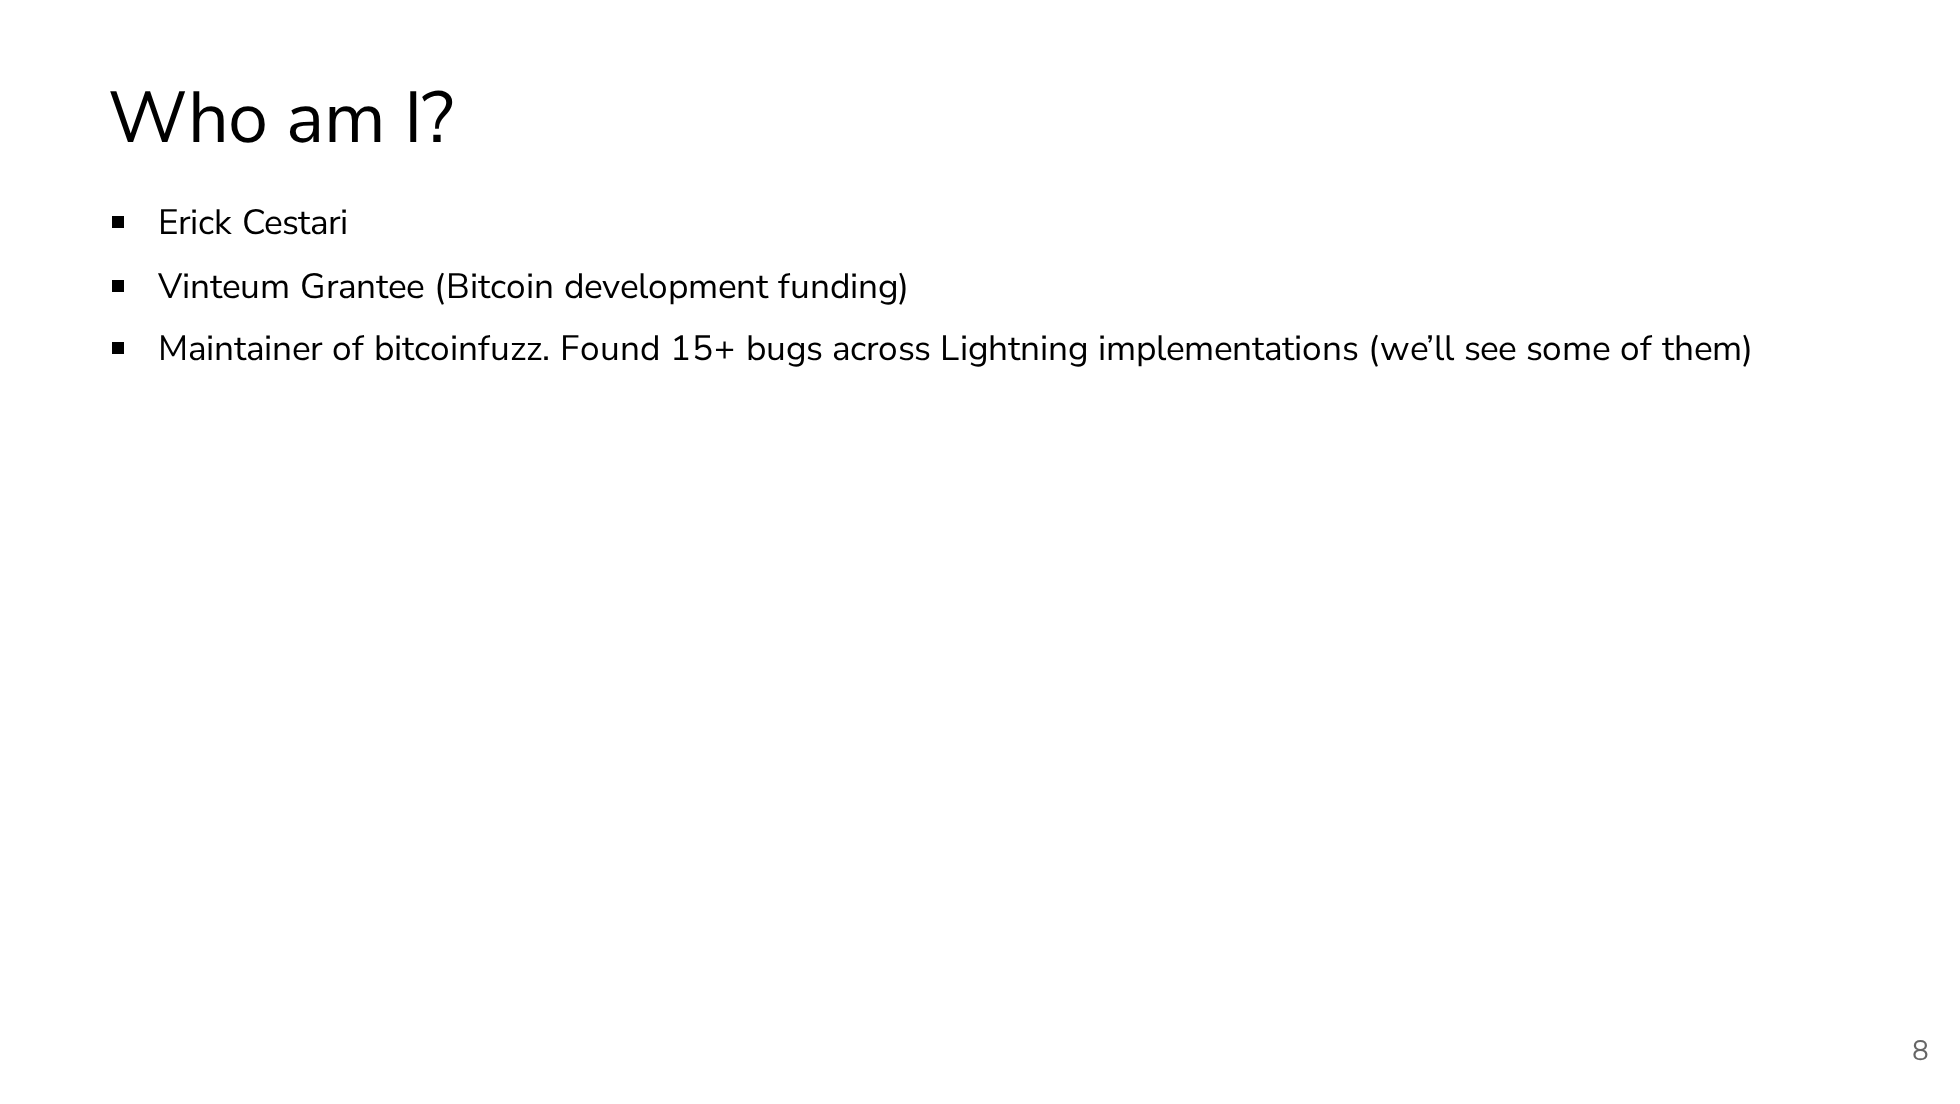 Who am I?
▪ Erick Cestari
▪ Vinteum Grantee (Bitcoin development funding)
▪ Maintainer of bitcoinfuzz. Found 15+ bugs across Lightning implementations (we’ll see some of them)
8